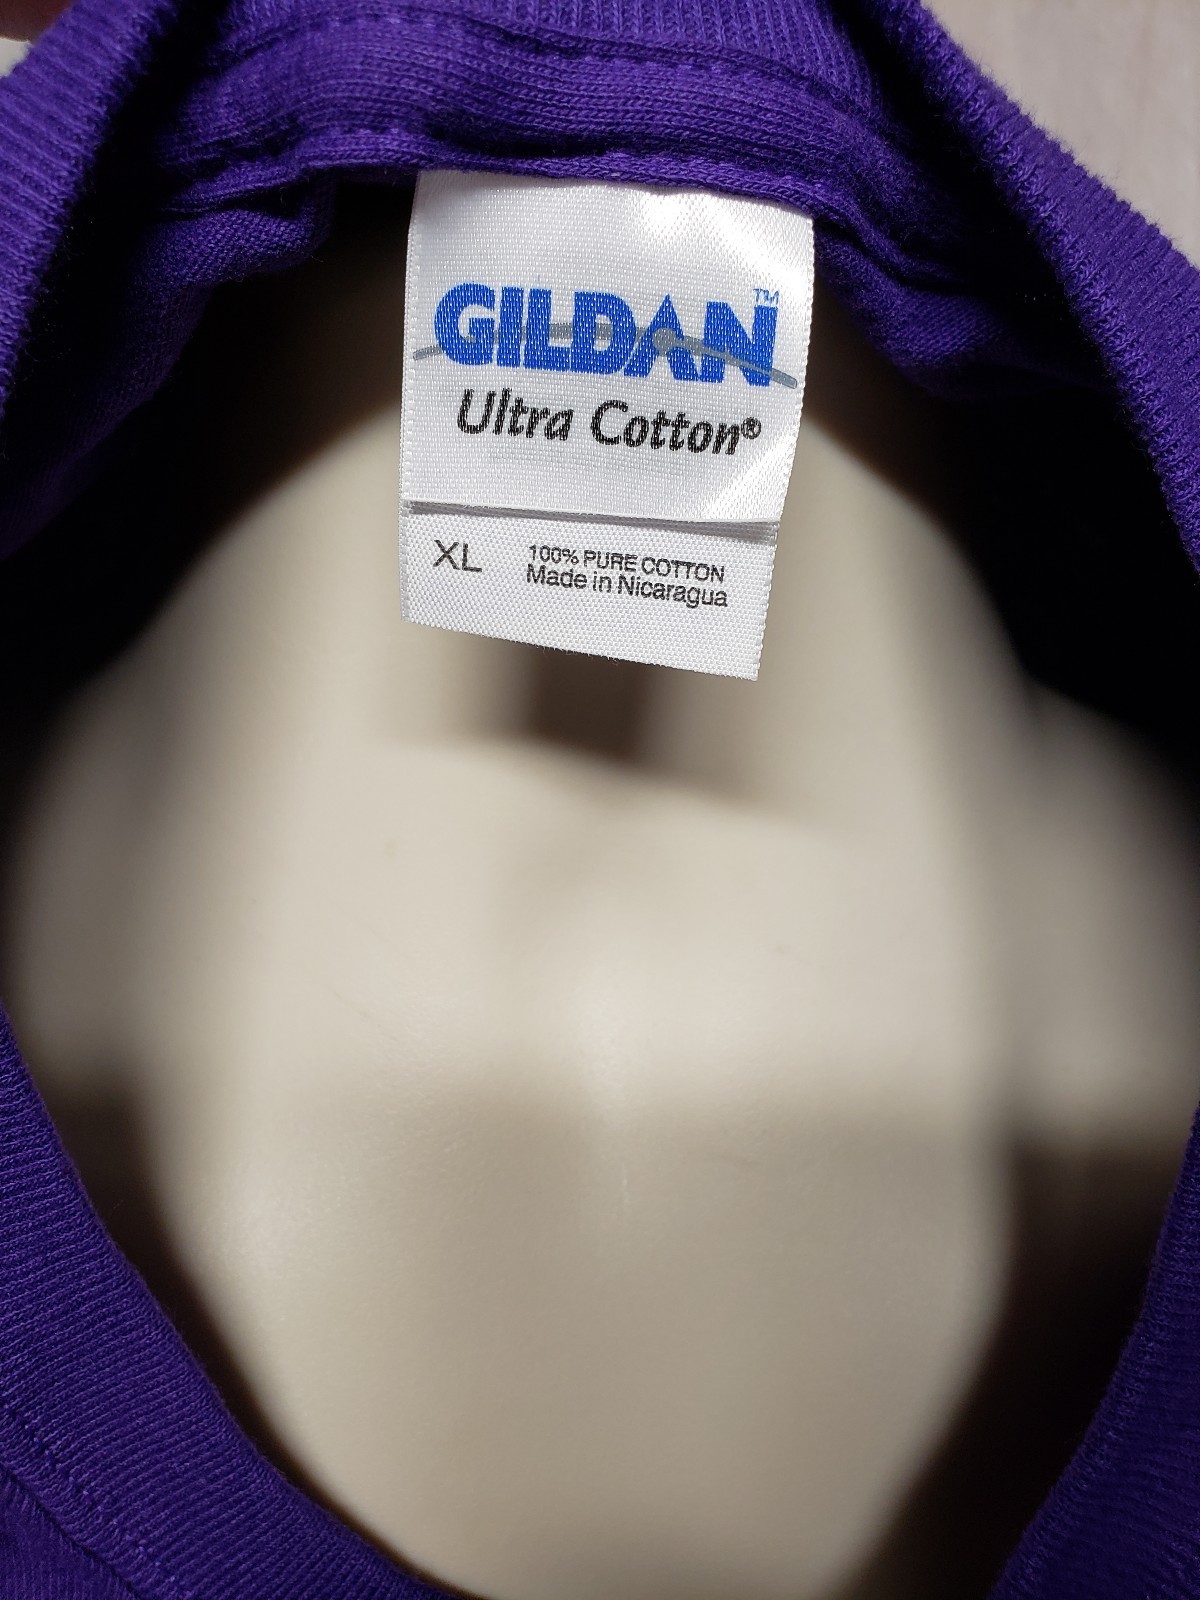 GILDAN™
Ultra Cotton®
XL
100% PURE COTTON
Made in Nicaragua